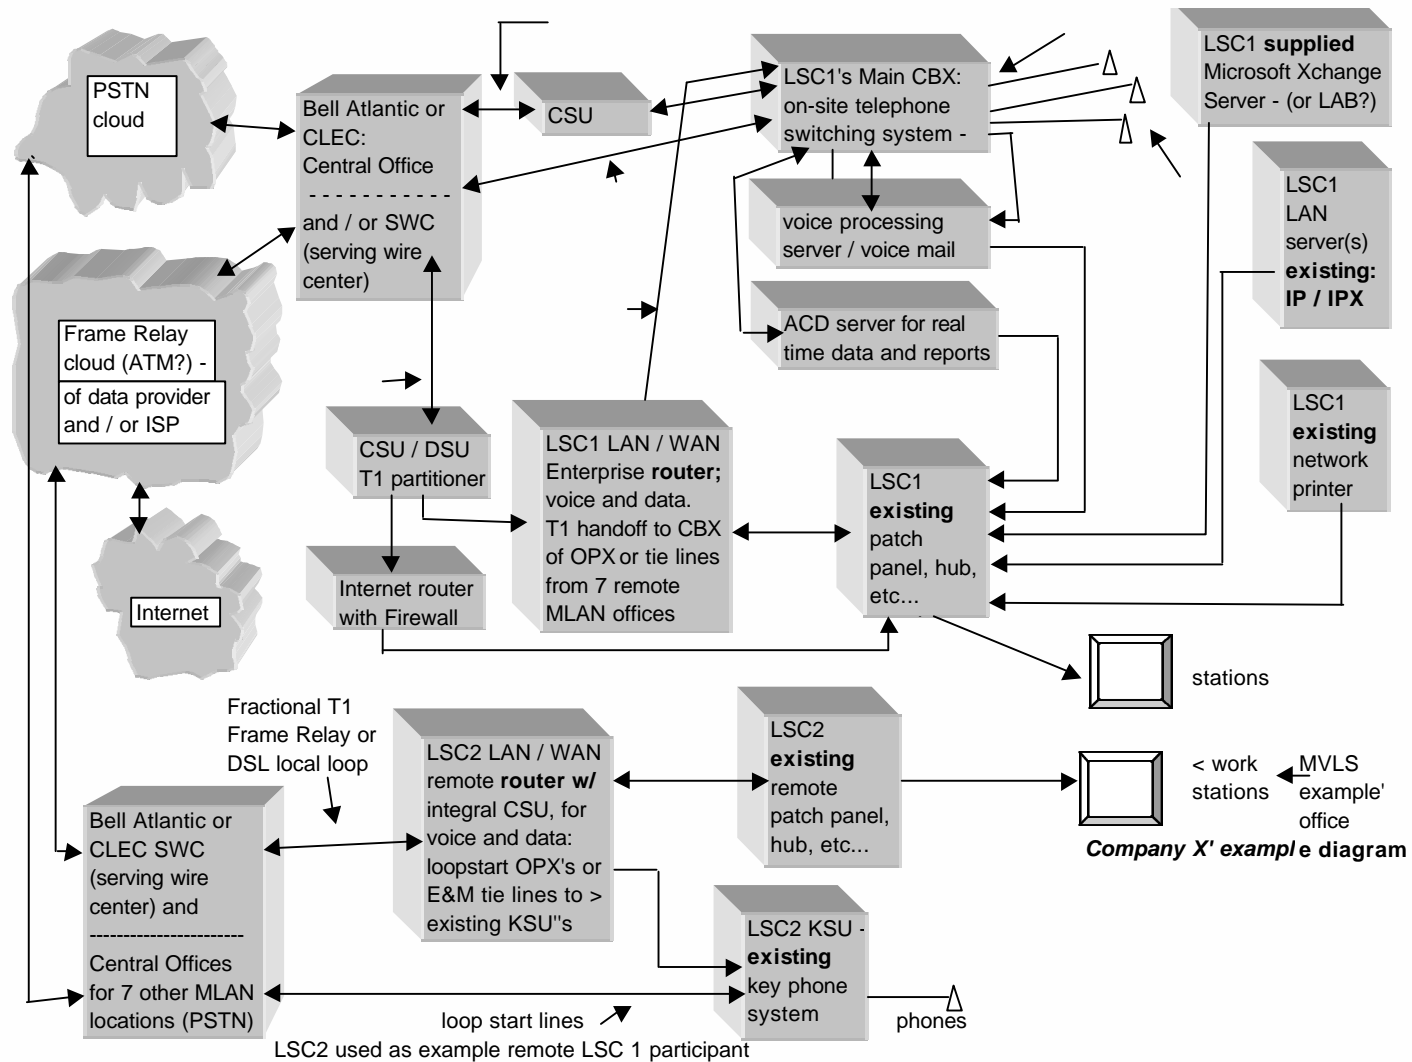 PSTN
cloud
Bell Atlantic or
CLEC:
Central Office
- - - - - - - - - -
and / or SWC
(serving wire
center)
CSU
LSC1's Main CBX:
on-site telephone
switching system -
LSC1 supplied
Microsoft Xchange
Server - (or LAB?)
voice processing
server / voice mail
LSC1
LAN
server(s)
existing:
IP / IPX
ACD server for real
time data and reports
Frame Relay
cloud (ATM?) -
of data provider
and / or ISP
CSU / DSU
T1 partitioner
LSC1 LAN / WAN
Enterprise router;
voice and data.
T1 handoff to CBX
of OPX or tie lines
from 7 remote
MLAN offices
LSC1
existing
patch
panel, hub,
etc...
LSC1
existing
network
printer
Internet router
with Firewall
Internet
stations
Fractional T1
Frame Relay or
DSL local loop
LSC2 LAN / WAN
remote router w/
integral CSU, for
voice and data:
loopstart OPX's or
E&M tie lines to >
existing KSU"s
LSC2
existing
remote
patch panel,
hub, etc...
< work
stations
MVLS
example'
office
Company X' example diagram
Bell Atlantic or
CLEC SWC
(serving wire
center) and
-----------------------
Central Offices
for 7 other MLAN
locations (PSTN)
LSC2 KSU -
existing
key phone
system
phones
loop start lines
LSC2 used as example remote LSC 1 participant